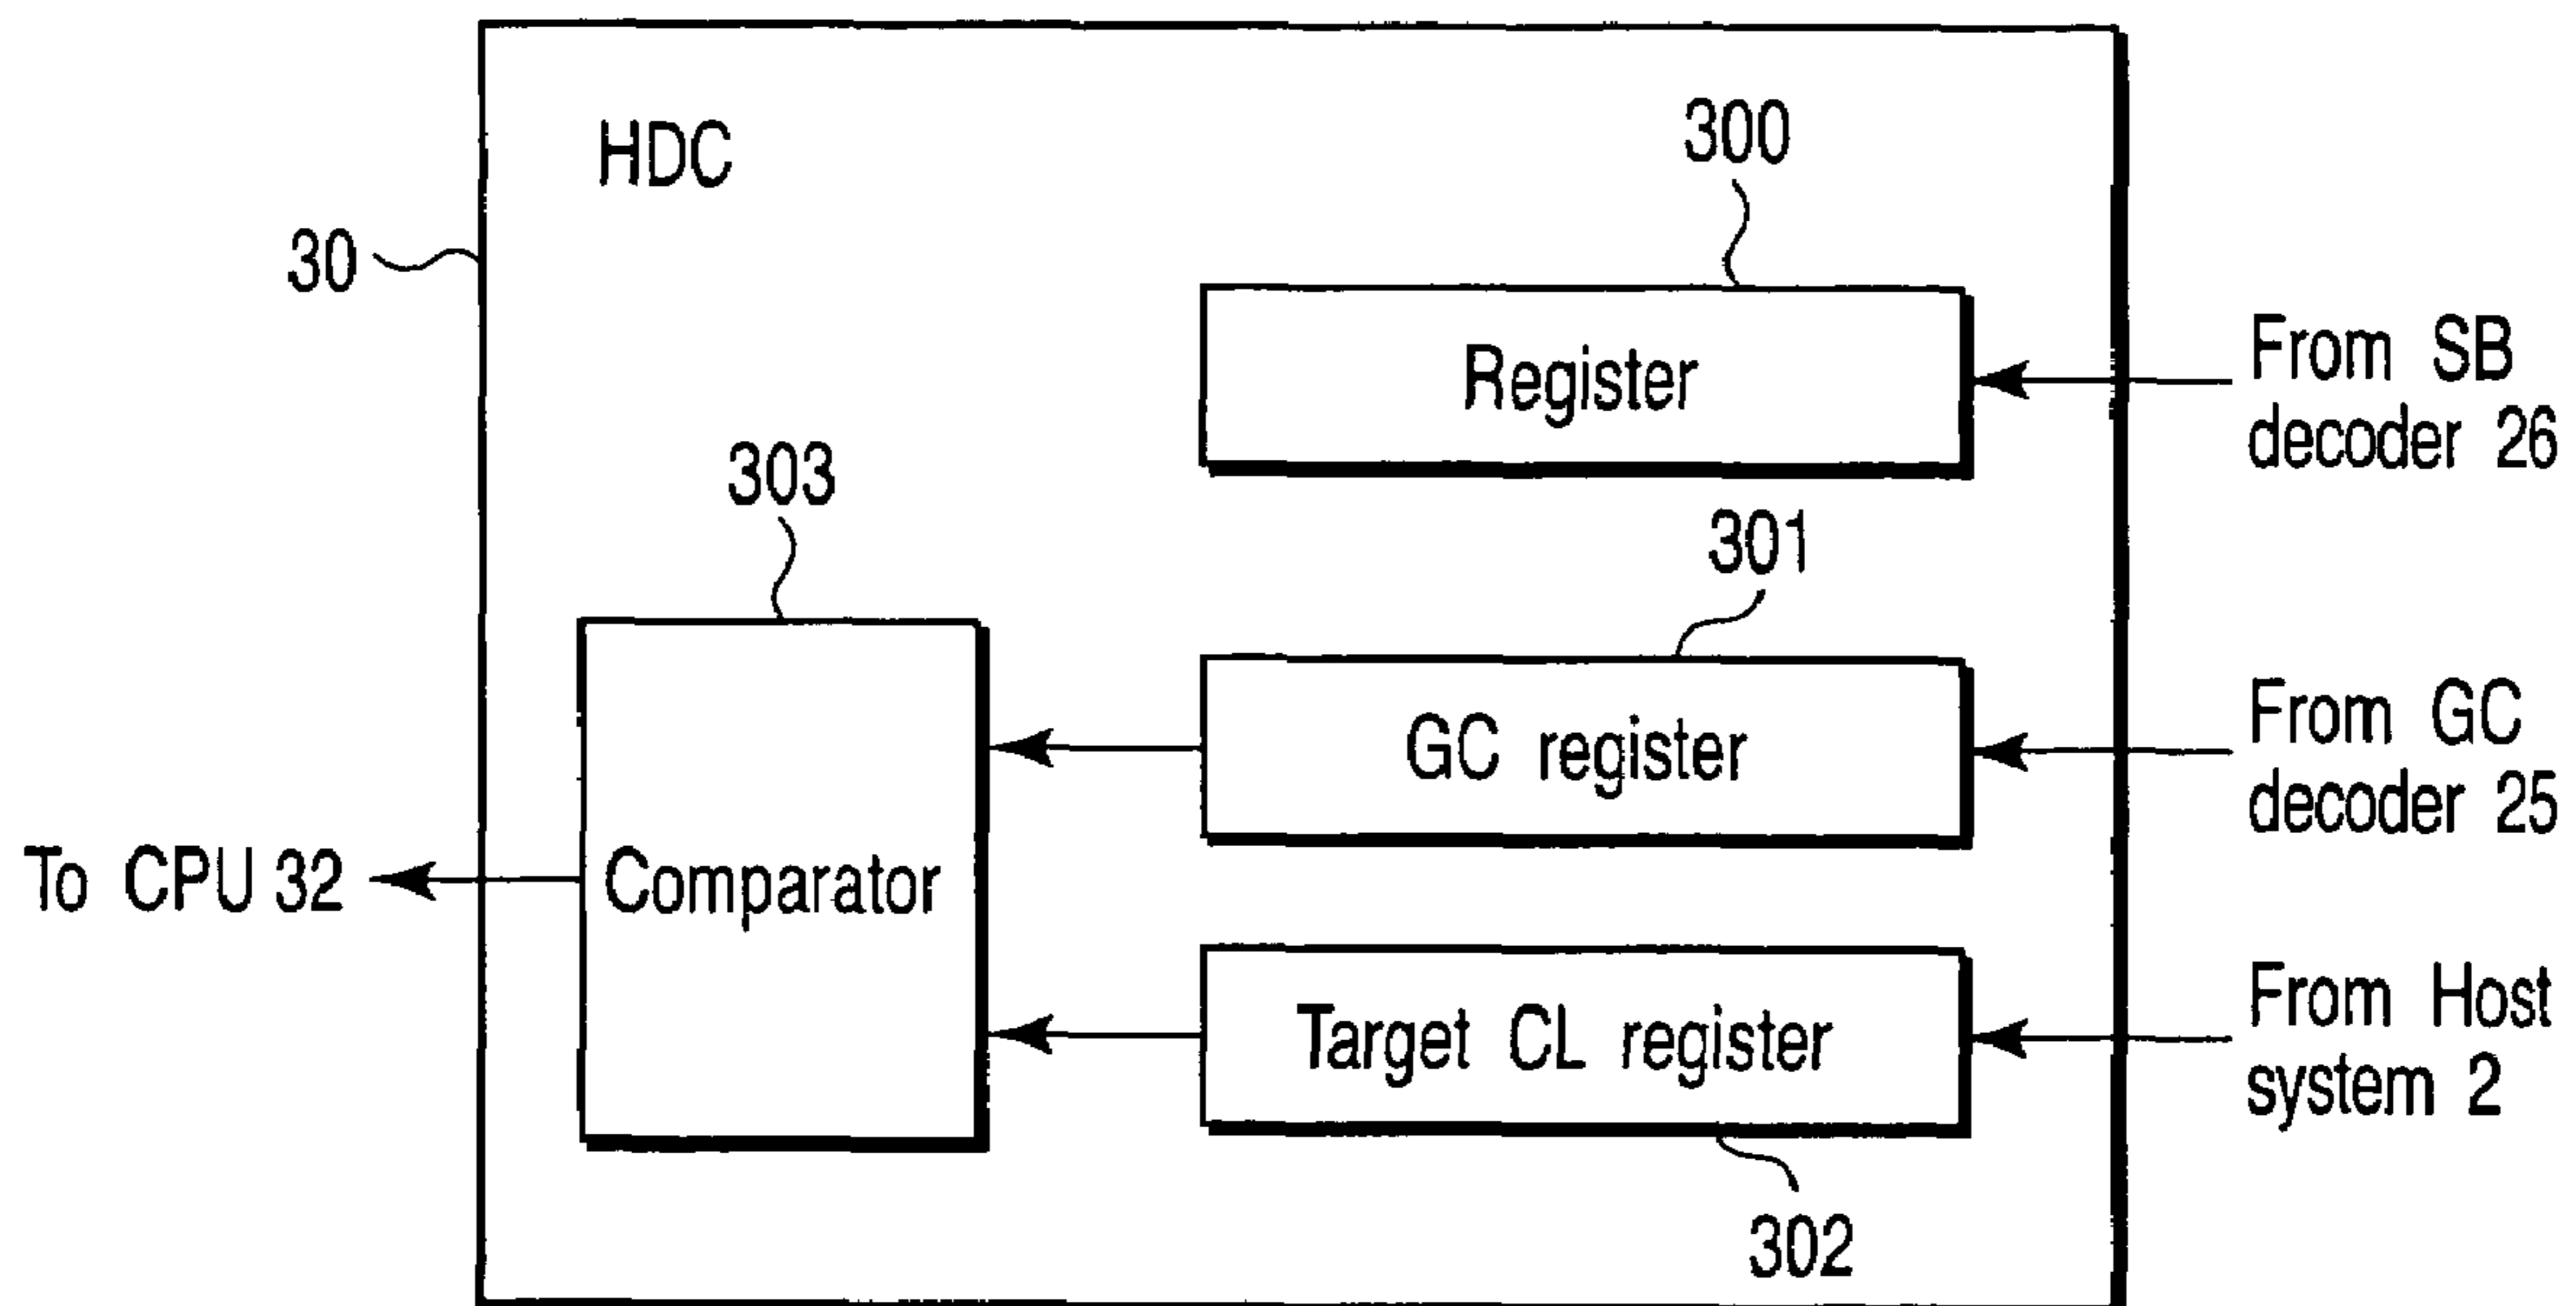 HDC
300
30
Register
From SB
decoder 26
303
301
GC register
From GC
decoder 25
To CPU 32
Comparator
Target CL register
From Host
system 2
302